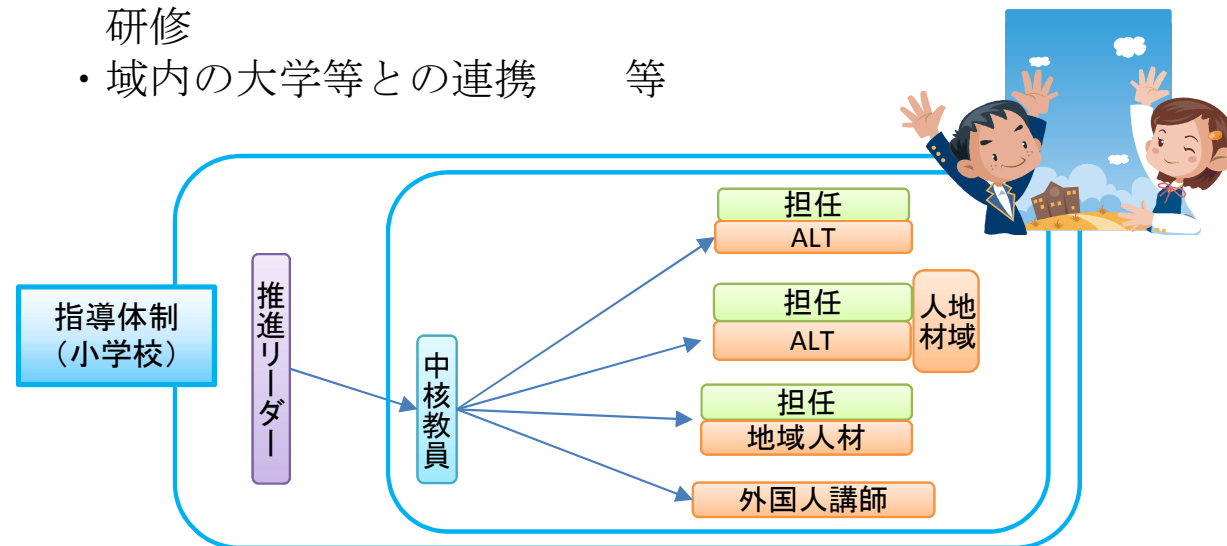 研修
・域内の大学等との連携　　等
指導体制
（小学校）
推進リーダー
中核教員
担任
ALT
担任
ALT
地域
人材
担任
地域人材
外国人講師